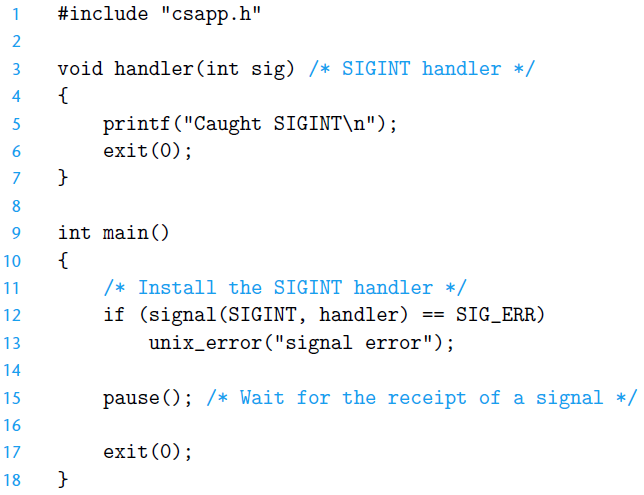 1 #include "csapp.h"
2
3 void handler(int sig) /* SIGINT handler */
4 {
5     printf("Caught SIGINT\n");
6     exit(0);
7 }
8
9 int main()
10 {
11     /* Install the SIGINT handler */
12     if (signal(SIGINT, handler) == SIG_ERR)
13         unix_error("signal error");
14
15     pause(); /* Wait for the receipt of a signal */
16
17     exit(0);
18 }